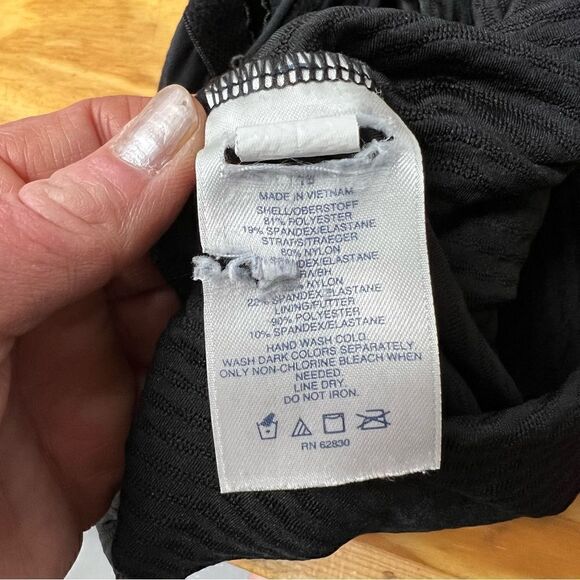 MADE IN VIETNAM
SHELL/OBERSTOFF
81% POLYESTER
19% SPANDEX/ELASTANE
STRAPS/TRAEGER
80% NYLON
SPANDEX/ELASTANE
/BH
NYLON
22% SPANDEX/ELASTANE
LINING/FUTTER
90% POLYESTER
10% SPANDEX/ELASTANE
HAND WASH COLD.
WASH DARK COLORS SEPARATELY.
ONLY NON-CHLORINE BLEACH WHEN
NEEDED.
LINE DRY.
DO NOT IRON.
RN 62830